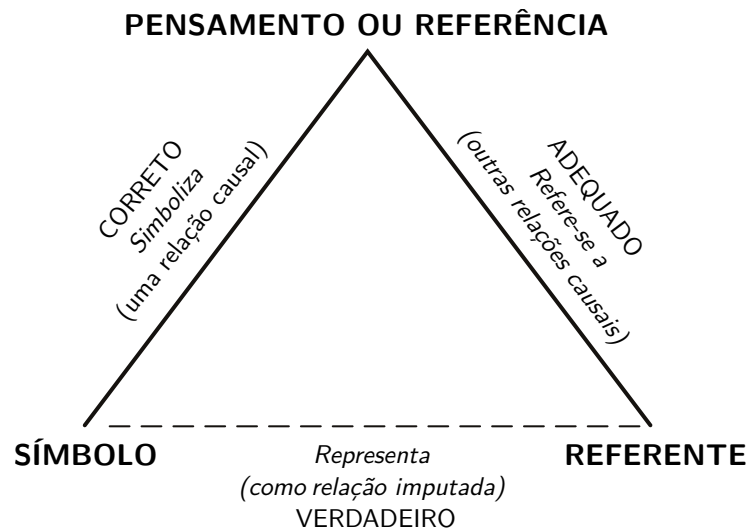 PENSAMENTO OU REFERÊNCIA
CORRETO
Simboliza
(uma relação causal)
ADEQUADO
Refere-se a
(outras relações causais)
SÍMBOLO
REFERENTE
Representa
(como relação imputada)
VERDADEIRO